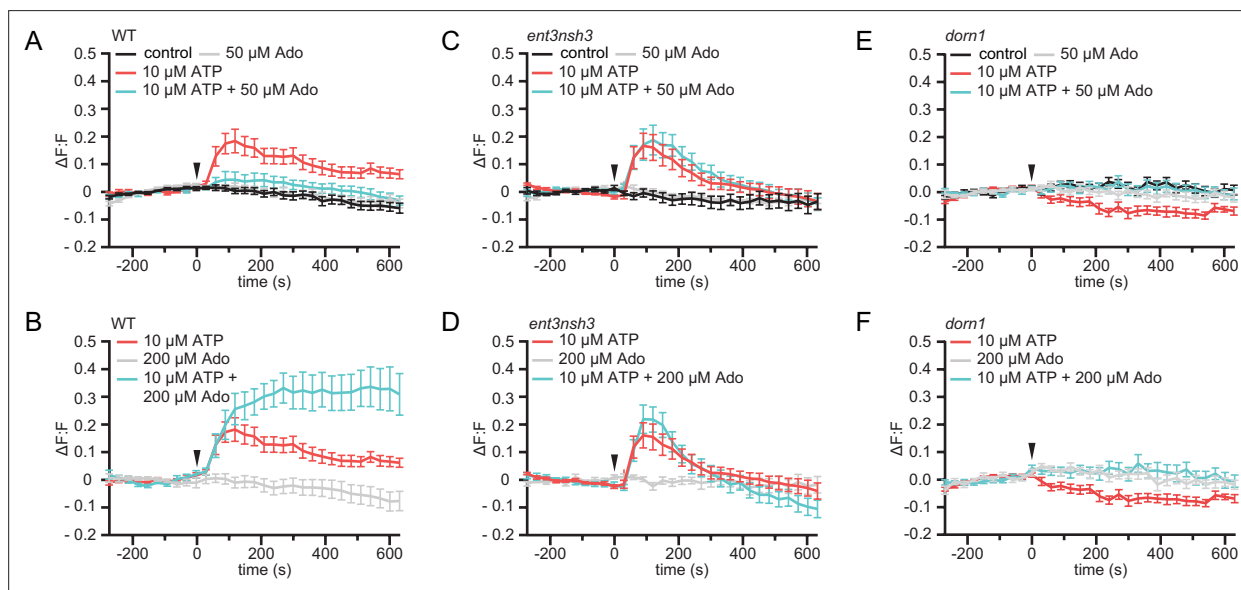 A
WT
control 50 µM Ado
10 µM ATP
10 µM ATP + 50 µM Ado
0.5
0.4
0.3
0.2
0.1
0
- 0.1
- 0.2
ΔF:F
-200 0 200 400 600
time (s)
C
ent3nsh3
control 50 µM Ado
10 µM ATP
10 µM ATP + 50 µM Ado
0.5
0.4
0.3
0.2
0.1
0
- 0.1
- 0.2
ΔF:F
-200 0 200 400 600
time (s)
E
dorn1
control 50 µM Ado
10 µM ATP
10 µM ATP + 50 µM Ado
0.5
0.4
0.3
0.2
0.1
0.0
-0.1
- 0.2
ΔF:F
-200 0 200 400 600
time (s)
B
WT
10 µM ATP
200 µM Ado
10 µM ATP +
200 µM Ado
0.5
0.4
0.3
0.2
0.1
0
- 0.1
- 0.2
ΔF:F
-200 0 200 400 600
time (s)
D
ent3nsh3
10 µM ATP
200 µM Ado
10 µM ATP + 200 µM Ado
0.5
0.4
0.3
0.2
0.1
0
- 0.1
- 0.2
ΔF:F
-200 0 200 400 600
time (s)
F
dorn1
10 µM ATP
200 µM Ado
10 µM ATP + 200 µM Ado
0.5
0.4
0.3
0.2
0.1
0.0
-0.1
- 0.2
ΔF:F
-200 0 200 400 600
time (s)